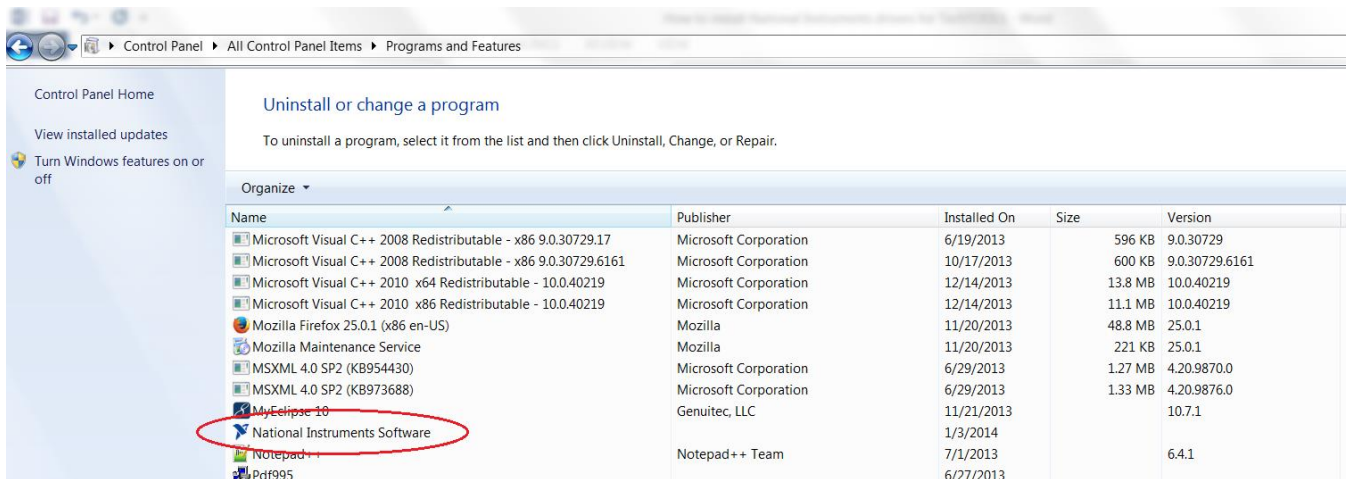 Control Panel ▸ All Control Panel Items ▸ Programs and Features
Control Panel Home
View installed updates
Turn Windows features on or
off
Uninstall or change a program
To uninstall a program, select it from the list and then click Uninstall, Change, or Repair.
Organize
Name Publisher Installed On Size Version
Microsoft Visual C++ 2008 Redistributable - x86 9.0.30729.17 Microsoft Corporation 6/19/2013 596 KB 9.0.30729
Microsoft Visual C++ 2008 Redistributable - x86 9.0.30729.6161 Microsoft Corporation 10/17/2013 600 KB 9.0.30729.6161
Microsoft Visual C++ 2010 x64 Redistributable - 10.0.40219 Microsoft Corporation 12/14/2013 13.8 MB 10.0.40219
Microsoft Visual C++ 2010 x86 Redistributable - 10.0.40219 Microsoft Corporation 12/14/2013 11.1 MB 10.0.40219
Mozilla Firefox 25.0.1 (x86 en-US) Mozilla 11/20/2013 48.8 MB 25.0.1
Mozilla Maintenance Service Mozilla 11/20/2013 221 KB 25.0.1
MSXML 4.0 SP2 (KB954430) Microsoft Corporation 6/29/2013 1.27 MB 4.20.9870.0
MSXML 4.0 SP2 (KB973688) Microsoft Corporation 6/29/2013 1.33 MB 4.20.9876.0
MyEclipse 10 Genuitec, LLC 11/21/2013 10.7.1
National Instruments Software 1/3/2014
Notepad++ Notepad++ Team 7/1/2013 6.4.1
Pdf995 6/27/2013